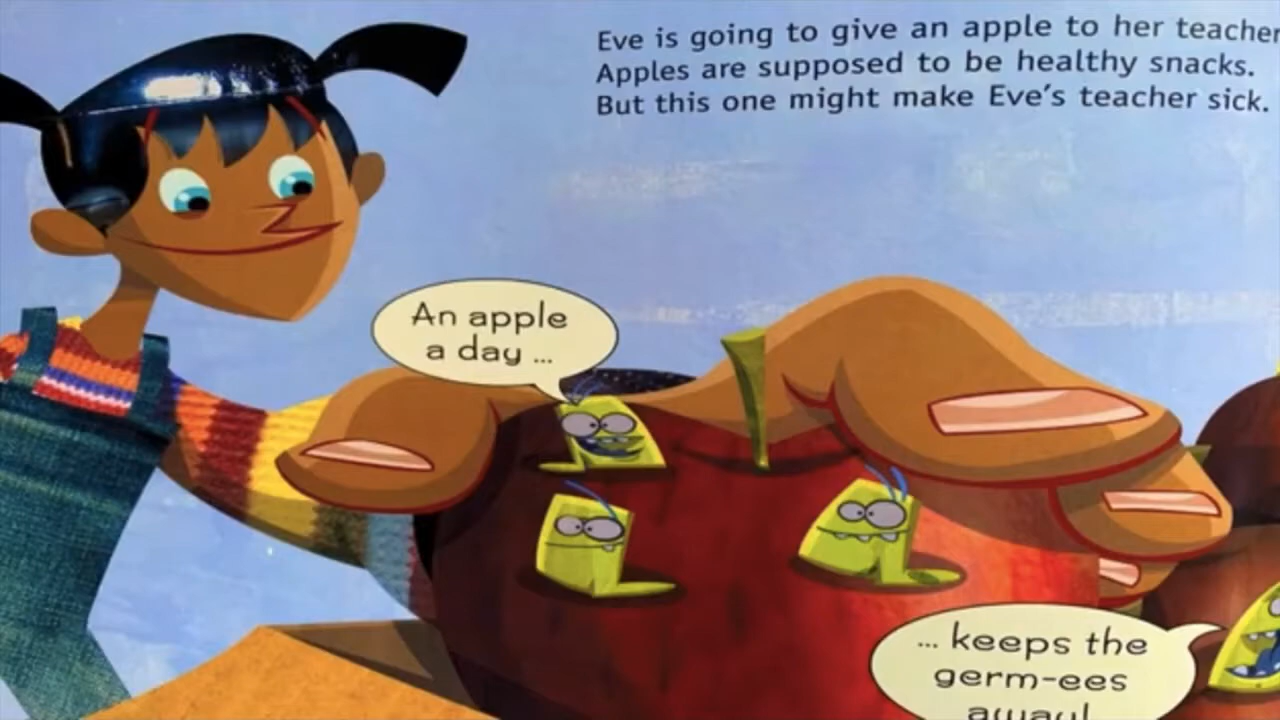 Eve is going to give an apple to her teacher
Apples are supposed to be healthy snacks.
But this one might make Eve's teacher sick.
An apple
a day ...
... keeps the
germ-ees
away!